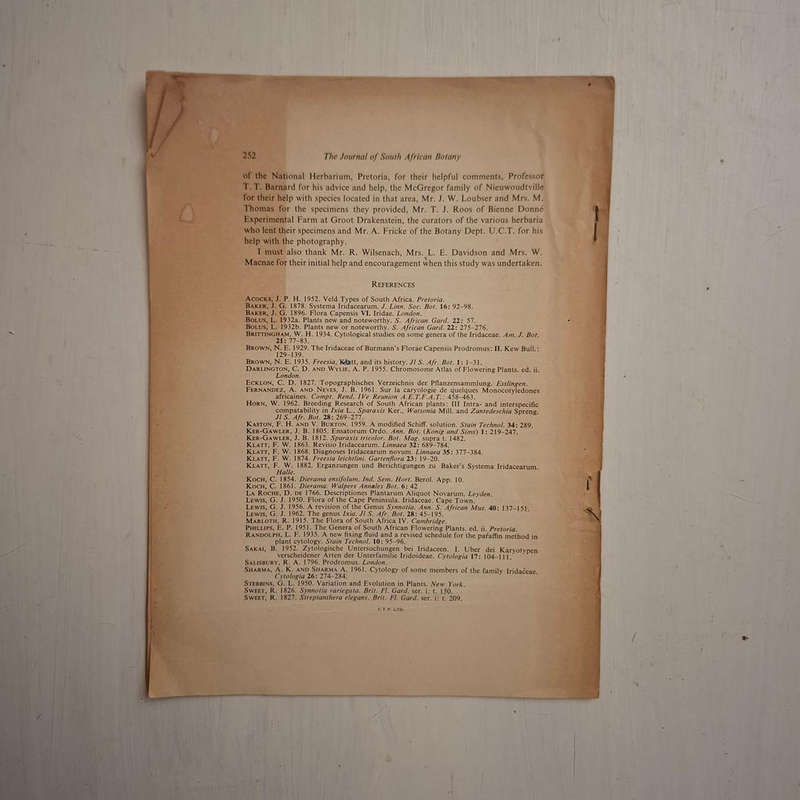 252 The Journal of South African Botany
of the National Herbarium, Pretoria, for their helpful comments, Professor
T. T. Barnard for his advice and help, the McGregor family of Nieuwoudtville
for their help with species located in that area, Mr. J. W. Loubser and Mrs. M.
Thomas for the specimens they provided, Mr. T. J. Roos of Bienne Donné
Experimental Farm at Groot Drakenstein, the curators of the various herbaria
who lent their specimens and Mr. A. Fricke of the Botany Dept. U.C.T. for his
help with the photography.
I must also thank Mr. R. Wilsenach, Mrs. L. E. Davidson and Mrs. W.
Macnae for their initial help and encouragement when this study was undertaken.
REFERENCES
ACOCKS, J. P. H. 1952. Veld Types of South Africa. Pretoria.
BAKER, J. G. 1878. Systema Iridacearum. J. Linn. Soc. Bot. 16: 92–98.
BAKER, J. G. 1896. Flora Capensis VI. Iridae. London.
BOLUS, L. 1932a. Plants new and noteworthy. S. African Gard. 22: 57.
BOLUS, L. 1932b. Plants new or noteworthy. S. African Gard. 22: 275–276.
BRITTINGHAM, W. H. 1934. Cytological studies on some genera of the Iridaceae. Am. J. Bot.
21: 77–83.
BROWN, N. E. 1929. The Iridaceae of Burmann's Florae Capensis Prodromus: II. Kew Bull.:
129–139.
BROWN, N. E. 1935. Freesia, Klatt, and its history. Jl S. Afr. Bot. 1: 1–31.
DARLINGTON, C. D. AND WYLIE, A. P. 1955. Chromosome Atlas of Flowering Plants. ed. ii.
London.
ECKLON, C. D. 1827. Topographisches Verzeichnis der Pflanzensammlung. Esslingen.
FERNANDEZ, A. AND NEVES, J. B. 1961. Sur la caryologie de quelques Monocotyledones
africaines. Compt. Rend. IVe Reunion A.E.T.F.A.T.: 458–463.
HORN, W. 1962. Breeding Research of South African plants: III Intra- and interspecific
compatability in Ixia L., Sparaxis Ker., Watsonia Mill. and Zantedeschia Spreng.
Jl S. Afr. Bot. 28: 269–277.
KASTON, F. H. AND V. BURTON. 1959. A modified Schiff. solution. Stain Technol. 34: 289.
KER-GAWLER, J. B. 1805. Ensatorum Ordo. Ann. Bot. (Konig and Sims) 1: 219–247.
KER-GAWLER, J. B. 1812. Sparaxis tricolor. Bot. Mag. supra t. 1482.
KLATT, F. W. 1863. Revisio Iridacearum. Linnaea 32: 689–784.
KLATT, F. W. 1868. Diagnoses Iridearum novum. Linnaea 35: 377–384.
KLATT, F. W. 1874. Freesia leichtlini. Gartenflora 23: 19–20.
KLATT, F. W. 1882. Erganzungen und Berichtigungen zu Baker's Systema Iridacearum.
Halle.
KOCH, C. 1854. Dierama ensifolum. Ind. Sem. Hort. Berol. App. 10.
KOCH, C. 1861. Dierama. Walpers Annales Bot. 6: 42
LA ROCHE, D. DE 1766. Descriptiones Plantarum Aliquot Novarum. Leyden.
LEWIS, G. J. 1950. Flora of the Cape Peninsula. Iridaceae. Cape Town.
LEWIS, G. J. 1956. A revision of the Genus Synnotia. Ann. S. African Mus. 40: 137–151.
LEWIS, G. J. 1962. The genus Ixia. Jl S. Afr. Bot. 28: 45–195.
MARLOTH, R. 1915. The Flora of South Africa IV. Cambridge.
PHILLIPS, E. P. 1951. The Genera of South African Flowering Plants. ed. ii. Pretoria.
RANDOLPH, L. F. 1935. A new fixing fluid and a revised schedule for the paraffin method in
plant cytology. Stain Technol. 10: 95–96.
SAKAI, B. 1952. Zytologische Untersuchungen bei Iridaceen. I. Uber dei Karyotypen
verscheidener Arten der Unterfamilie Iridoideae. Cytologia 17: 104–111.
SALISBURY, R. A. 1796. Prodromus. London.
SHARMA, A. K. AND SHARMA A. 1961. Cytology of some members of the family Iridaceae.
Cytologia 26: 274–284.
STEBBINS, G. L. 1950. Variation and Evolution in Plants. New York.
SWEET, R. 1826. Synnotia variegata. Brit. Fl. Gard. ser. i: t. 150.
SWEET, R. 1827. Streptanthera elegans. Brit. Fl. Gard. ser. i: t. 209.
C.T.P. LTD.